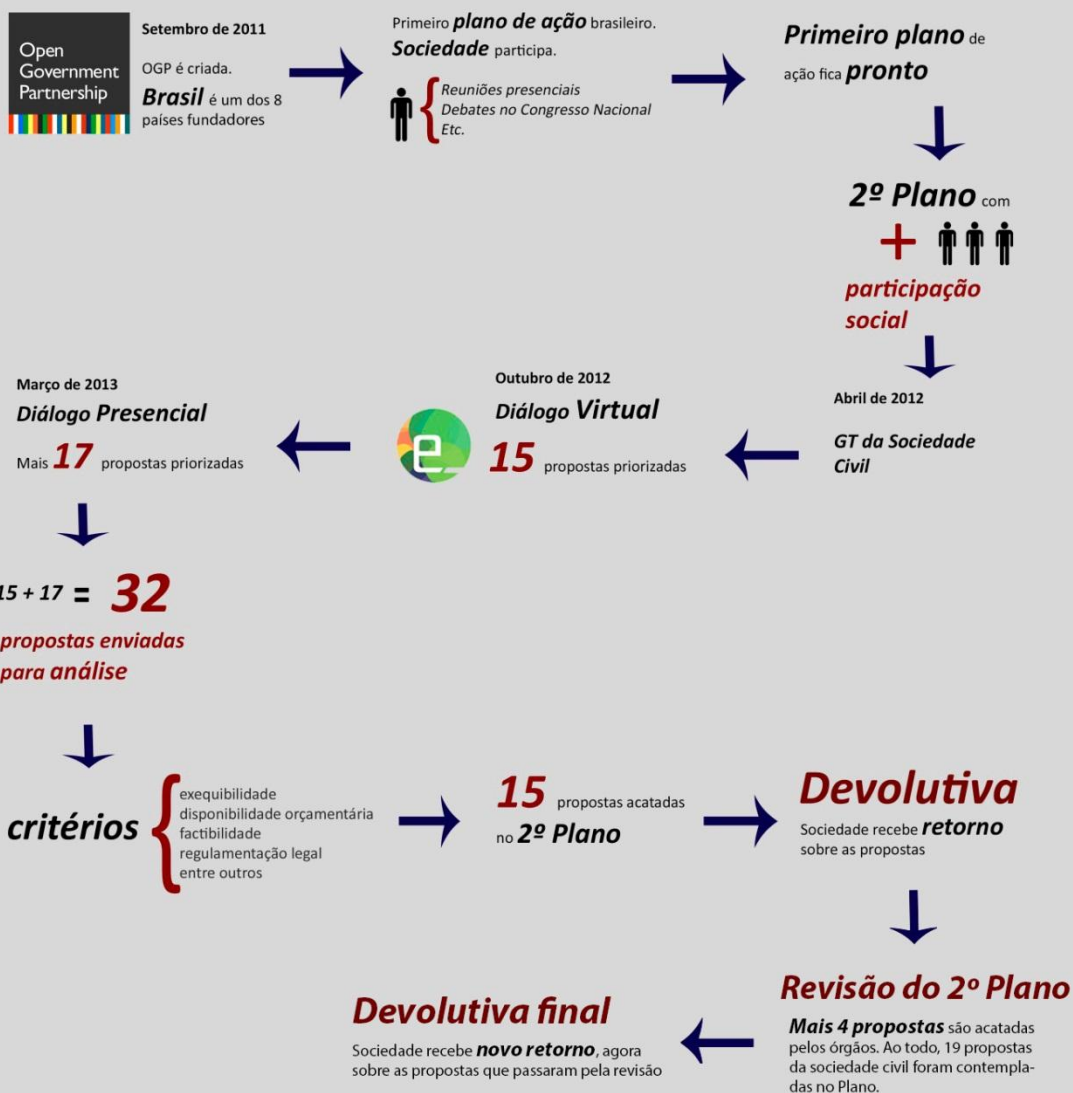 Open
Government
Partnership
Setembro de 2011
OGP é criada.
Brasil é um dos 8
países fundadores
Primeiro plano de ação brasileiro.
Sociedade participa.
Reuniões presenciais
Debates no Congresso Nacional
Etc.
Primeiro plano de
ação fica pronto
2º Plano com
+
participação
social
Abril de 2012
GT da Sociedade
Civil
Outubro de 2012
Diálogo Virtual
15 propostas priorizadas
e_
Março de 2013
Diálogo Presencial
Mais 17 propostas priorizadas
15 + 17 = 32
propostas enviadas
para análise
critérios
exequibilidade
disponibilidade orçamentária
factibilidade
regulamentação legal
entre outros
15 propostas acatadas
no 2º Plano
Devolutiva
Sociedade recebe retorno
sobre as propostas
Revisão do 2º Plano
Mais 4 propostas são acatadas
pelos órgãos. Ao todo, 19 propostas
da sociedade civil foram contempla-
das no Plano.
Devolutiva final
Sociedade recebe novo retorno, agora
sobre as propostas que passaram pela revisão